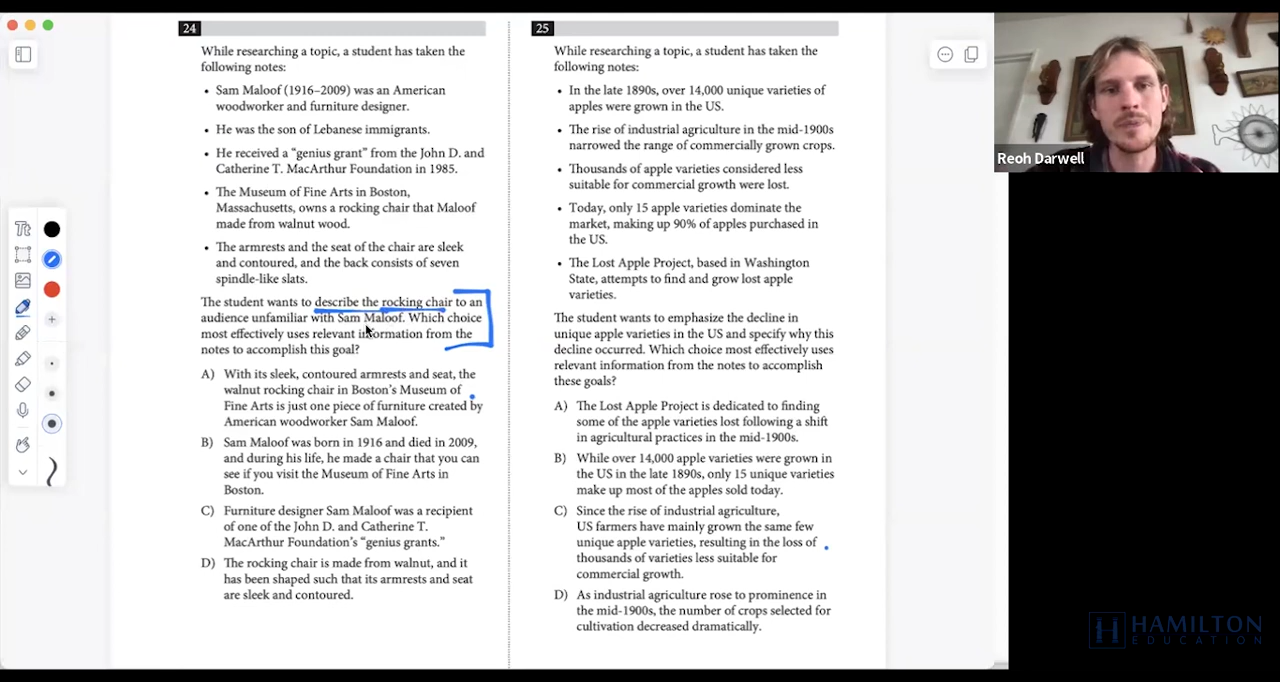 24
While researching a topic, a student has taken the
following notes:
• Sam Maloof (1916–2009) was an American
woodworker and furniture designer.
• He was the son of Lebanese immigrants.
• He received a “genius grant” from the John D. and
Catherine T. MacArthur Foundation in 1985.
• The Museum of Fine Arts in Boston,
Massachusetts, owns a rocking chair that Maloof
made from walnut wood.
• The armrests and the seat of the chair are sleek
and contoured, and the back consists of seven
spindle-like slats.
The student wants to describe the rocking chair to an
audience unfamiliar with Sam Maloof. Which choice
most effectively uses relevant information from the
notes to accomplish this goal?
A) With its sleek, contoured armrests and seat, the
walnut rocking chair in Boston’s Museum of
Fine Arts is just one piece of furniture created by
American woodworker Sam Maloof.
B) Sam Maloof was born in 1916 and died in 2009,
and during his life, he made a chair that you can
see if you visit the Museum of Fine Arts in
Boston.
C) Furniture designer Sam Maloof was a recipient
of one of the John D. and Catherine T.
MacArthur Foundation’s “genius grants.”
D) The rocking chair is made from walnut, and it
has been shaped such that its armrests and seat
are sleek and contoured.
25
While researching a topic, a student has taken the
following notes:
• In the late 1890s, over 14,000 unique varieties of
apples were grown in the US.
• The rise of industrial agriculture in the mid-1900s
narrowed the range of commercially grown crops.
• Thousands of apple varieties considered less
suitable for commercial growth were lost.
• Today, only 15 apple varieties dominate the
market, making up 90% of apples purchased in
the US.
• The Lost Apple Project, based in Washington
State, attempts to find and grow lost apple
varieties.
The student wants to emphasize the decline in
unique apple varieties in the US and specify why this
decline occurred. Which choice most effectively uses
relevant information from the notes to accomplish
these goals?
A) The Lost Apple Project is dedicated to finding
some of the apple varieties lost following a shift
in agricultural practices in the mid-1900s.
B) While over 14,000 apple varieties were grown in
the US in the late 1890s, only 15 unique varieties
make up most of the apples sold today.
C) Since the rise of industrial agriculture,
US farmers have mainly grown the same few
unique apple varieties, resulting in the loss of
thousands of varieties less suitable for
commercial growth.
D) As industrial agriculture rose to prominence in
the mid-1900s, the number of crops selected for
cultivation decreased dramatically.
Reoh Darwell
HAMILTON
EDUCATION
Tt